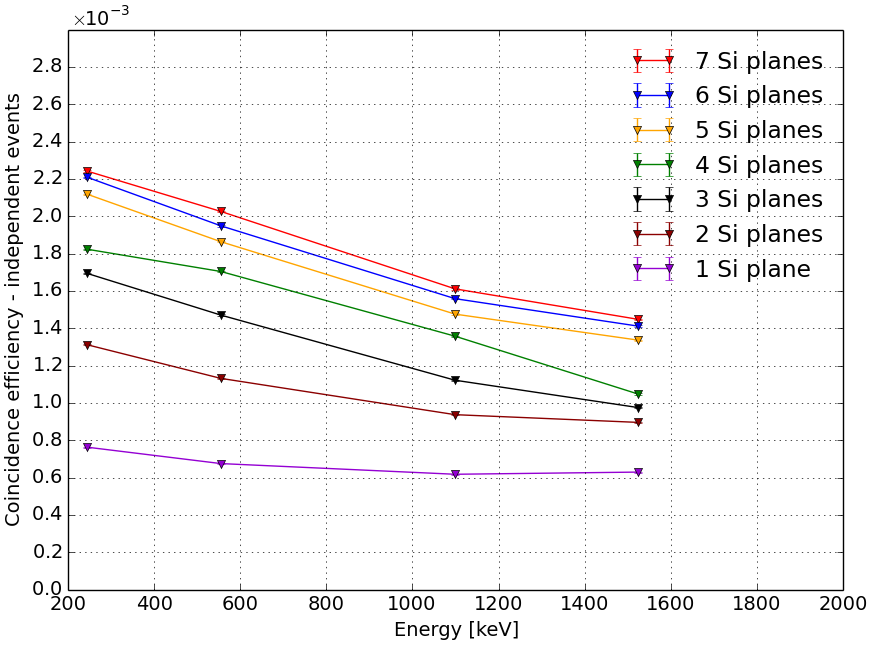 ×10⁻³
2.8
2.6
2.4
2.2
2.0
1.8
1.6
1.4
1.2
1.0
0.8
0.6
0.4
0.2
0.0
Coincidence efficiency - independent events
7 Si planes
6 Si planes
5 Si planes
4 Si planes
3 Si planes
2 Si planes
1 Si plane
200 400 600 800 1000 1200 1400 1600 1800 2000
Energy [keV]